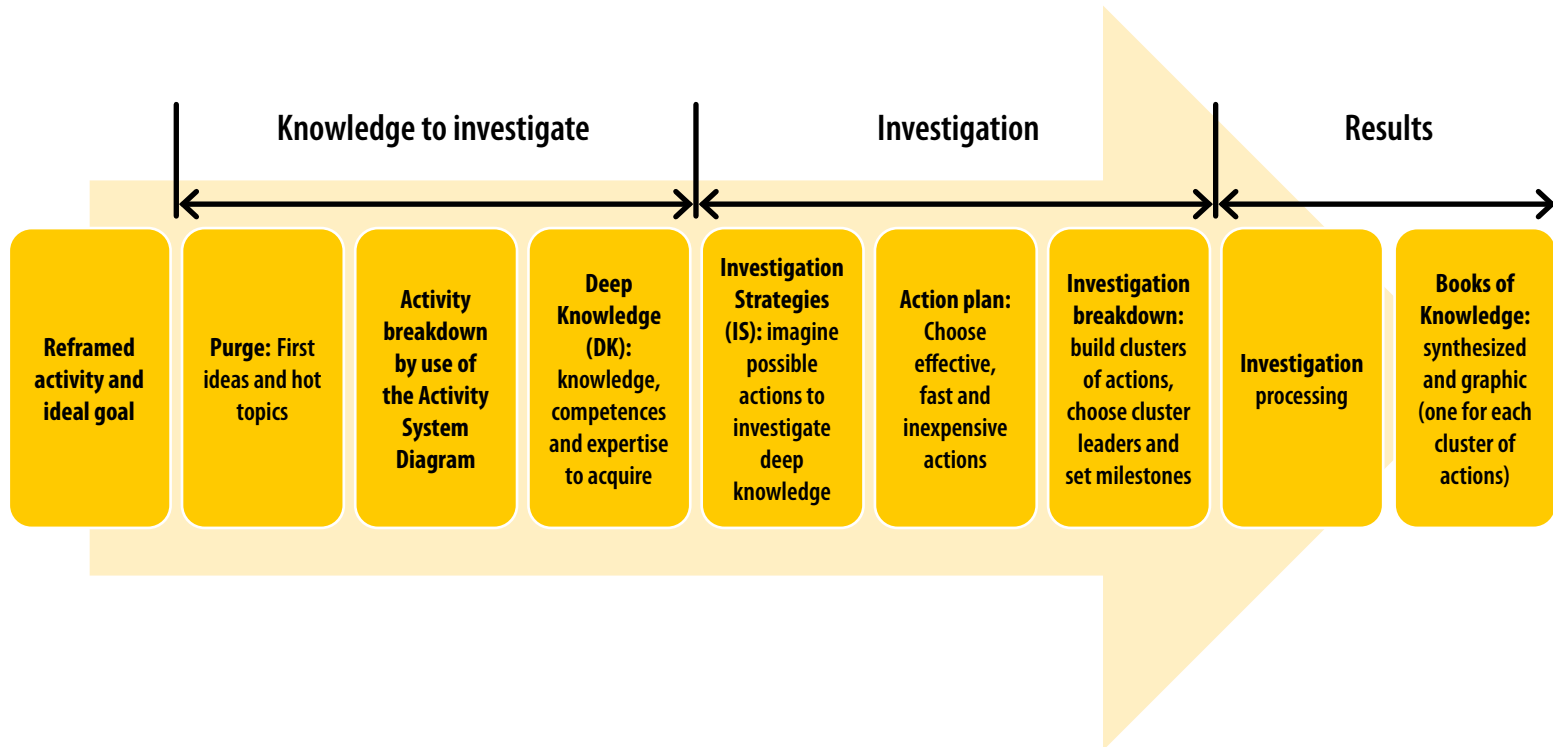 Knowledge to investigate
Investigation
Results
Reframed
activity and
ideal goal
Purge: First
ideas and hot
topics
Activity
breakdown
by use of
the Activity
System
Diagram
Deep
Knowledge
(DK):
knowledge,
competences
and expertise
to acquire
Investigation
Strategies
(IS): imagine
possible
actions to
investigate
deep
knowledge
Action plan:
Choose
effective,
fast and
inexpensive
actions
Investigation
breakdown:
build clusters
of actions,
choose cluster
leaders and
set milestones
Investigation
processing
Books of
Knowledge:
synthesized
and graphic
(one for each
cluster of
actions)